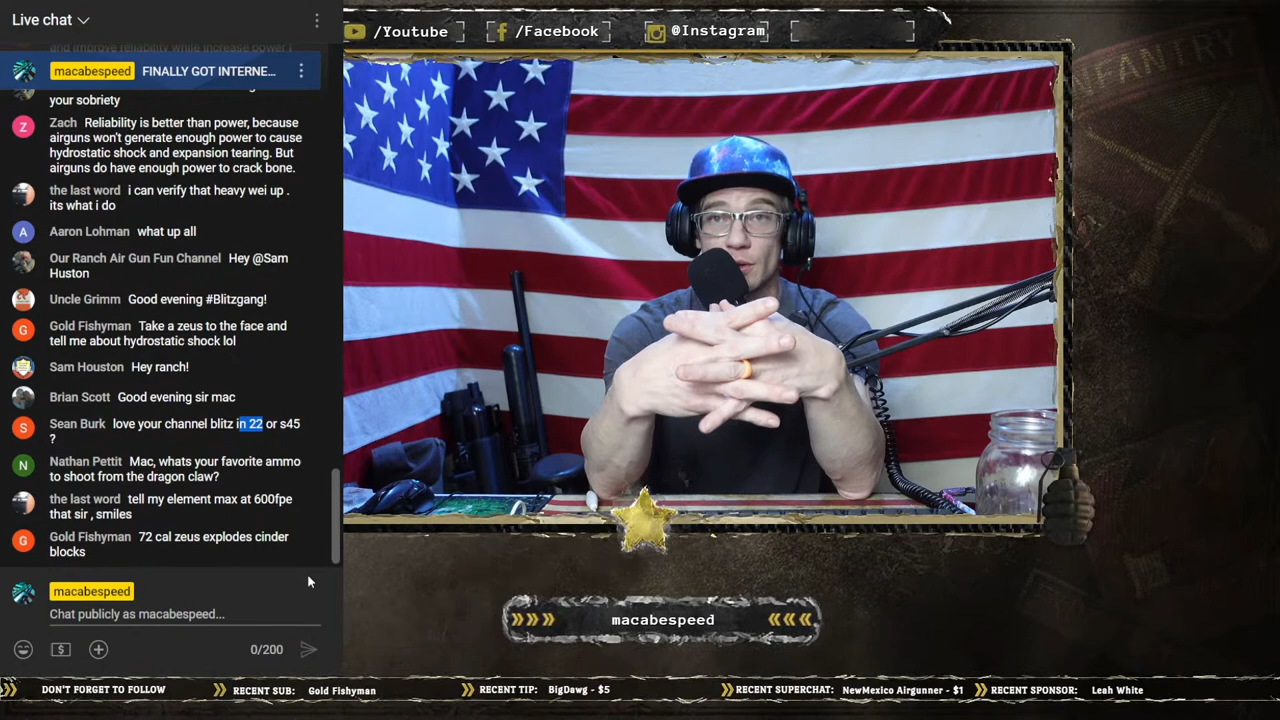 Live chat
/Youtube
/Facebook
@Instagram
and improve reliability while increase power I
macabespeed FINALLY GOT INTERNE...
your sobriety
Zach Reliability is better than power, because
airguns won't generate enough power to cause
hydrostatic shock and expansion tearing. But
airguns do have enough power to crack bone.
the last word i can verify that heavy wei up .
its what i do
Aaron Lohman what up all
Our Ranch Air Gun Fun Channel Hey @Sam
Huston
Uncle Grimm Good evening #Blitzgang!
Gold Fishyman Take a zeus to the face and
tell me about hydrostatic shock lol
Sam Houston Hey ranch!
Brian Scott Good evening sir mac
Sean Burk love your channel blitz in 22 or s45
?
Nathan Pettit Mac, whats your favorite ammo
to shoot from the dragon claw?
the last word tell my element max at 600fpe
that sir , smiles
Gold Fishyman 72 cal zeus explodes cinder
blocks
macabespeed
Chat publicly as macabespeed...
0/200
INFANTRY
macabespeed
DON'T FORGET TO FOLLOW
RECENT SUB: Gold Fishyman
RECENT TIP: BigDawg - $5
RECENT SUPERCHAT: NewMexico Airgunner - $1
RECENT SPONSOR: Leah White